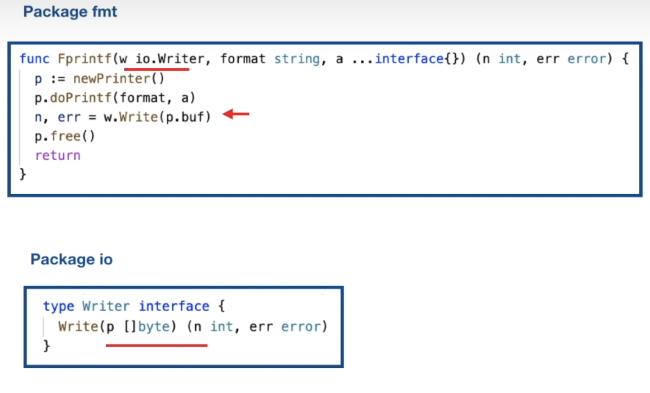 Package fmt
func Fprintf(w io.Writer, format string, a ...interface{}) (n int, err error) {
p := newPrinter()
p.doPrintf(format, a)
n, err = w.Write(p.buf)
p.free()
return
}
Package io
type Writer interface {
Write(p []byte) (n int, err error)
}